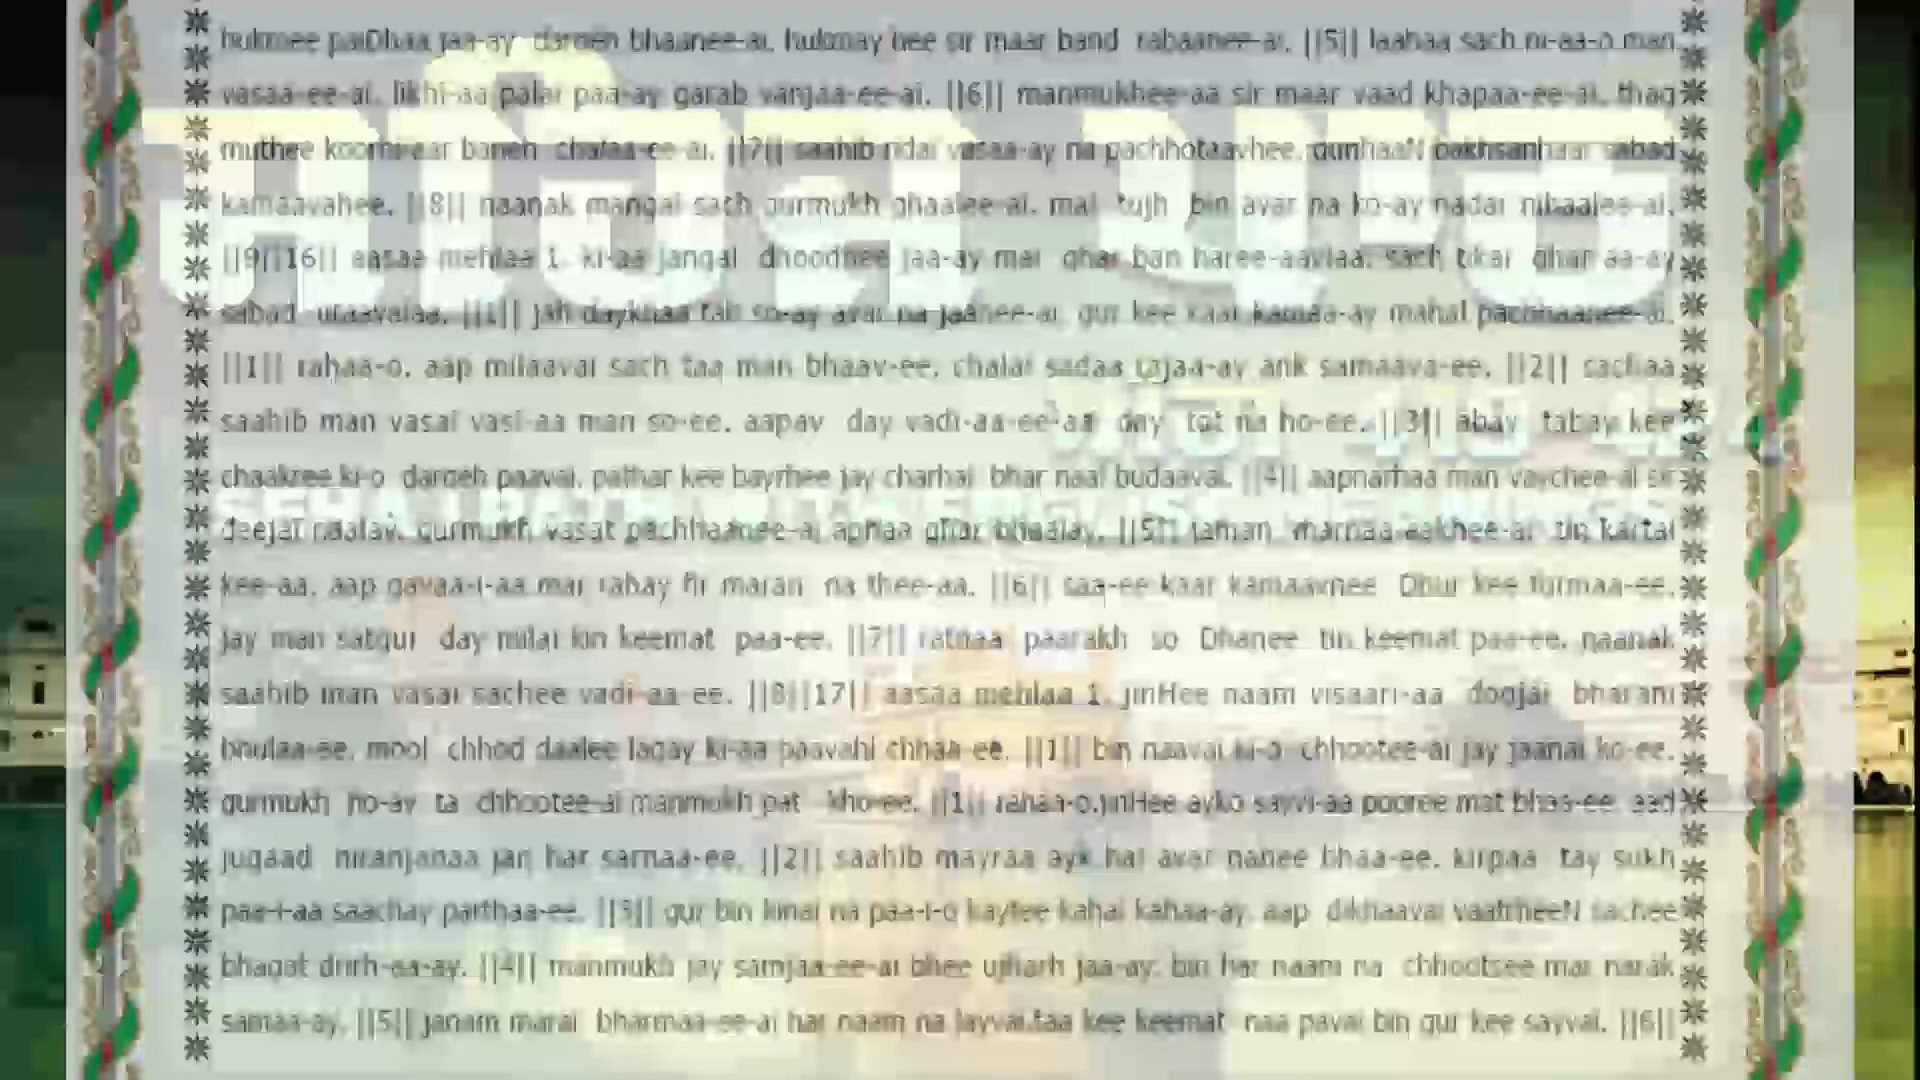 ਸਹਿਜ ਪਾਠ
hukmee paiDhaa jaa-ay dargeh bhaanee-ai. hukmay hee sir maar band rabaanee-ai. ||5|| laahaa sach ni-aa-o man
vasaa-ee-ai. likhi-aa palai paa-ay garab vanjaa-ee-ai. ||6|| manmukhee-aa sir maar vaad khapaa-ee-ai. thag
muthee koorhi-aar baneh chalaa-ee-ai. ||7|| saahib ridai vasaa-ay na pachhotaavhee. gunhaaN bakhsanhaar sabad
kamaavahee. ||8|| naanak mangai sach gurmukh ghaalee-ai. mai tujh bin avar na ko-ay nadar nihaalee-ai.
||9||16|| aasaa mehlaa 1. ki-aa jangal dhoodhee jaa-ay mai ghar ban haree-aavlaa. sach tikai ghar aa-ay
sabad utaavalaa. ||1|| jah daykhaa tah so-ay avar na jaanee-ai. gur kee kaar kamaa-ay mahal pachhaanee-ai.
||1|| rahaa-o. aap milaavai sach taa man bhaav-ee. chalai sadaa rajaa-ay ank samaava-ee. ||2|| sachaa
saahib man vasai vasi-aa man so-ee. aapay day vadi-aa-ee-aa day tot na ho-ee. ||3|| abay tabay kee
chaakree ki-o dargeh paavai. pathar kee bayrhee jay charhai bhar naal budaavai. ||4|| aapnarhaa man vaychee-ai sir
deejai naalay. gurmukh vasat pachhaanee-ai apnaa ghar bhaalay. ||5|| jaman marnaa aakhee-ai tin kartai
kee-aa. aap gavaa-i-aa mar rahay fir maran na thee-aa. ||6|| saa-ee kaar kamaavnee Dhur kee furmaa-ee.
jay man satgur day milai kin keemat paa-ee. ||7|| ratnaa paarakh so Dhanee tin keemat paa-ee. naanak
saahib man vasai sachee vadi-aa-ee. ||8||17|| aasaa mehlaa 1. jinHee naam visaari-aa doojai bharam
bhulaa-ee. mool chhod daalee lagay ki-aa paavahi chhaa-ee. ||1|| bin naavai ki-o chhootee-ai jay jaanai ko-ee.
gurmukh ho-ay ta chhootee-ai manmukh pat kho-ee. ||1|| rahaa-o.jinHee ayko sayvi-aa pooree mat bhaa-ee. aad
jugaad niranjanaa jan har sarnaa-ee. ||2|| saahib mayraa ayk hai avar nahee bhaa-ee. kirpaa tay sukh
paa-i-aa saachay parthaa-ee. ||3|| gur bin kinai na paa-i-o kaytee kahai kahaa-ay. aap dikhaavai vaatrheeN sachee
bhagat drirh-aa-ay. ||4|| manmukh jay samjaa-ee-ai bhee ujharh jaa-ay. bin har naam na chhootsee mar narak
samaa-ay. ||5|| janam marai bharmaa-ee-ai har naam na layvai.taa kee keemat naa pavai bin gur kee sayvai. ||6||